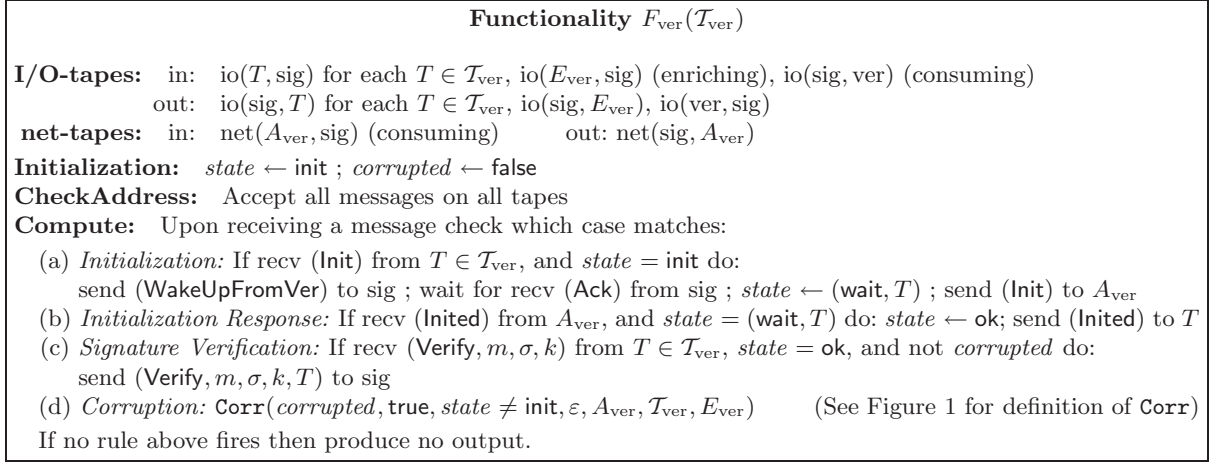 Functionality F_ver(𝒯_ver)
I/O-tapes: in: io(T, sig) for each T ∈ 𝒯_ver, io(E_ver, sig) (enriching), io(sig, ver) (consuming)
out: io(sig, T) for each T ∈ 𝒯_ver, io(sig, E_ver), io(ver, sig)
net-tapes: in: net(A_ver, sig) (consuming) out: net(sig, A_ver)
Initialization: state ← init ; corrupted ← false
CheckAddress: Accept all messages on all tapes
Compute: Upon receiving a message check which case matches:
(a) Initialization: If recv (Init) from T ∈ 𝒯_ver, and state = init do:
send (WakeUpFromVer) to sig ; wait for recv (Ack) from sig ; state ← (wait, T) ; send (Init) to A_ver
(b) Initialization Response: If recv (Inited) from A_ver, and state = (wait, T) do: state ← ok; send (Inited) to T
(c) Signature Verification: If recv (Verify, m, σ, k) from T ∈ 𝒯_ver, state = ok, and not corrupted do:
send (Verify, m, σ, k, T) to sig
(d) Corruption: Corr(corrupted, true, state ≠ init, ε, A_ver, 𝒯_ver, E_ver) (See Figure 1 for definition of Corr)
If no rule above fires then produce no output.